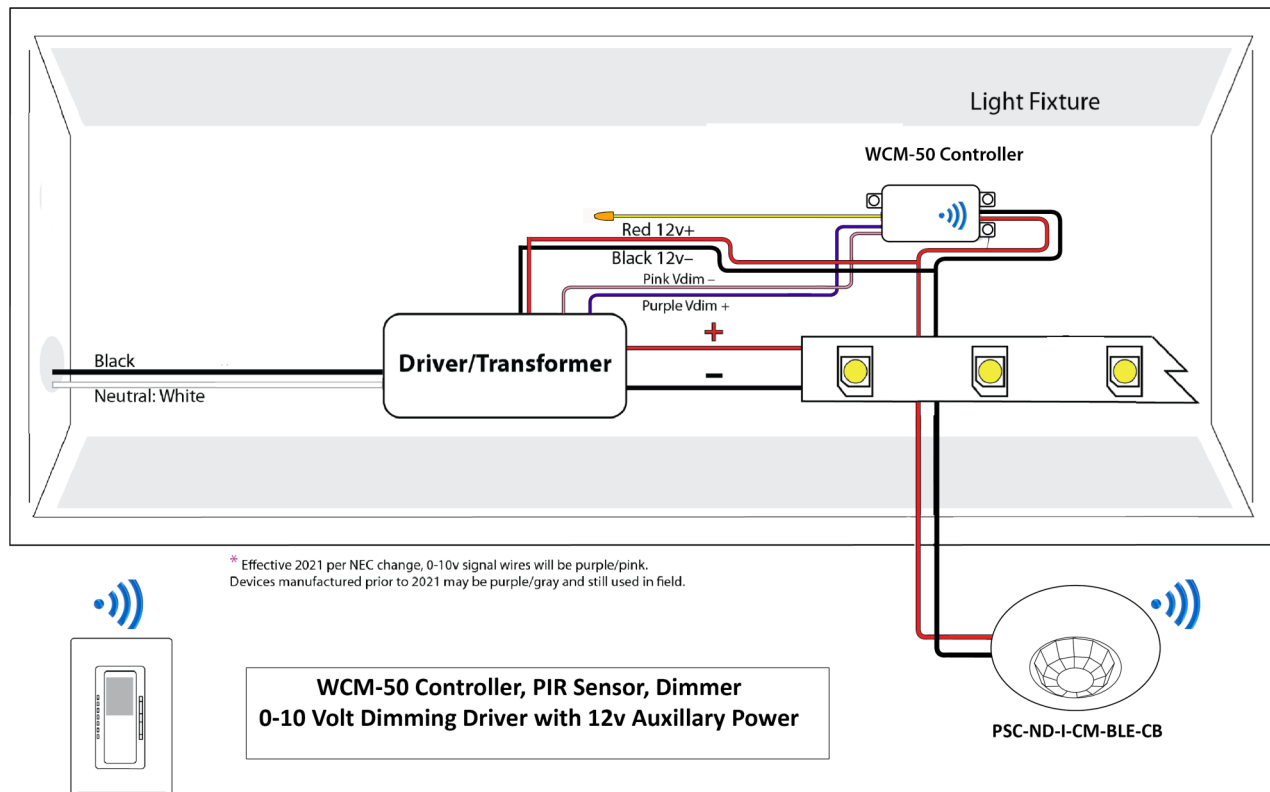 Light Fixture
WCM-50 Controller
Red 12v+
Black 12v–
Pink Vdim –
Purple Vdim +
+
–
Driver/Transformer
Black
Neutral: White
* Effective 2021 per NEC change, 0-10v signal wires will be purple/pink.
Devices manufactured prior to 2021 may be purple/gray and still used in field.
WCM-50 Controller, PIR Sensor, Dimmer
0-10 Volt Dimming Driver with 12v Auxillary Power
PSC-ND-I-CM-BLE-CB